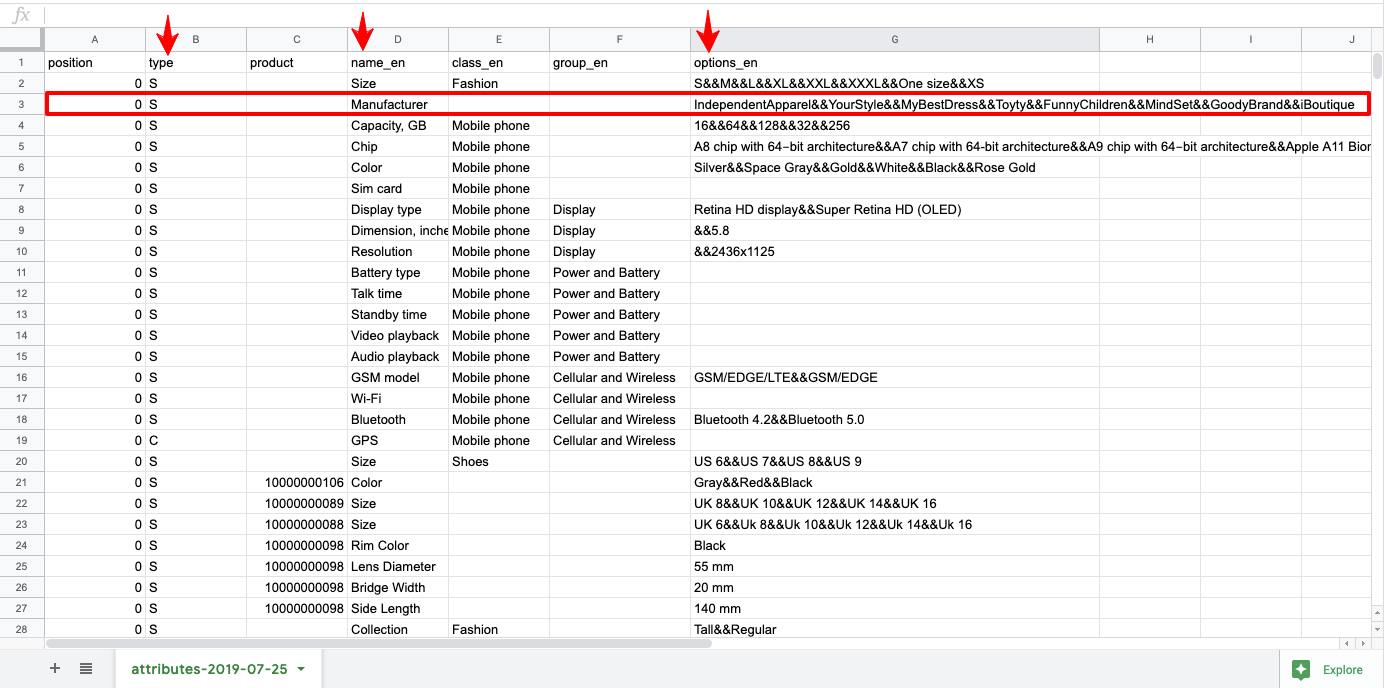 fx
A B C D E F G H I J
1 position type product name_en class_en group_en options_en
2 0 S Size Fashion S&&M&&L&&XL&&XXL&&XXXL&&One size&&XS
3 0 S Manufacturer IndependentApparel&&YourStyle&&MyBestDress&&Toyty&&FunnyChildren&&MindSet&&GoodyBrand&&iBoutique
4 0 S Capacity, GB Mobile phone 16&&64&&128&&32&&256
5 0 S Chip Mobile phone A8 chip with 64–bit architecture&&A7 chip with 64-bit architecture&&A9 chip with 64–bit architecture&&Apple A11 Bior
6 0 S Color Mobile phone Silver&&Space Gray&&Gold&&White&&Black&&Rose Gold
7 0 S Sim card Mobile phone
8 0 S Display type Mobile phone Display Retina HD display&&Super Retina HD (OLED)
9 0 S Dimension, inche Mobile phone Display &&5.8
10 0 S Resolution Mobile phone Display &&2436x1125
11 0 S Battery type Mobile phone Power and Battery
12 0 S Talk time Mobile phone Power and Battery
13 0 S Standby time Mobile phone Power and Battery
14 0 S Video playback Mobile phone Power and Battery
15 0 S Audio playback Mobile phone Power and Battery
16 0 S GSM model Mobile phone Cellular and Wireless GSM/EDGE/LTE&&GSM/EDGE
17 0 S Wi-Fi Mobile phone Cellular and Wireless
18 0 S Bluetooth Mobile phone Cellular and Wireless Bluetooth 4.2&&Bluetooth 5.0
19 0 C GPS Mobile phone Cellular and Wireless
20 0 S Size Shoes US 6&&US 7&&US 8&&US 9
21 0 S 10000000106 Color Gray&&Red&&Black
22 0 S 10000000089 Size UK 8&&UK 10&&UK 12&&UK 14&&UK 16
23 0 S 10000000088 Size UK 6&&Uk 8&&Uk 10&&Uk 12&&Uk 14&&Uk 16
24 0 S 10000000098 Rim Color Black
25 0 S 10000000098 Lens Diameter 55 mm
26 0 S 10000000098 Bridge Width 20 mm
27 0 S 10000000098 Side Length 140 mm
28 0 S Collection Fashion Tall&&Regular
attributes-2019-07-25 Explore